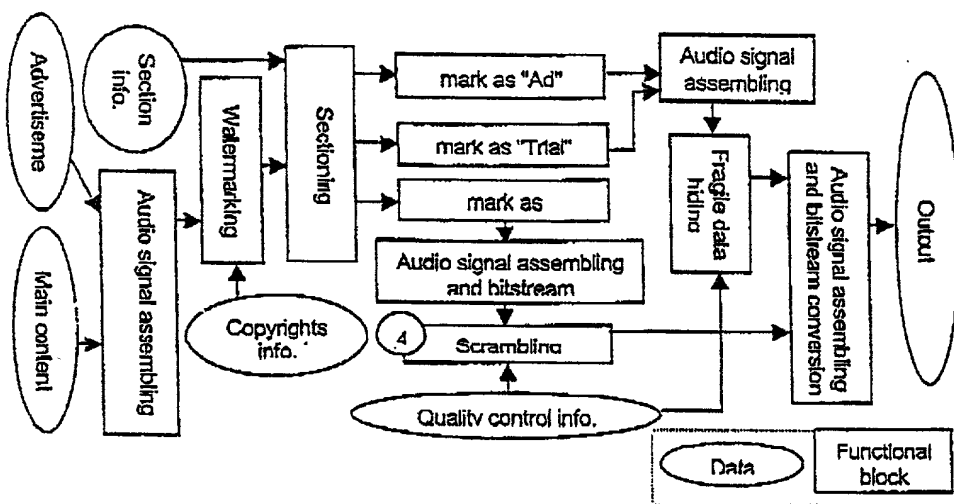 Advertiseme
Section
info.
Main content
Audio signal assembling
Watermarking
Copyrights
info.
Sectioning
mark as "Ad"
mark as "Trial"
mark as
Audio signal assembling
and bitstream
4
Scrambling
Quality control info.
Audio signal
assembling
Fragile data
hiding
Audio signal assembling
and bitstream conversion
Output
Data
Functional
block